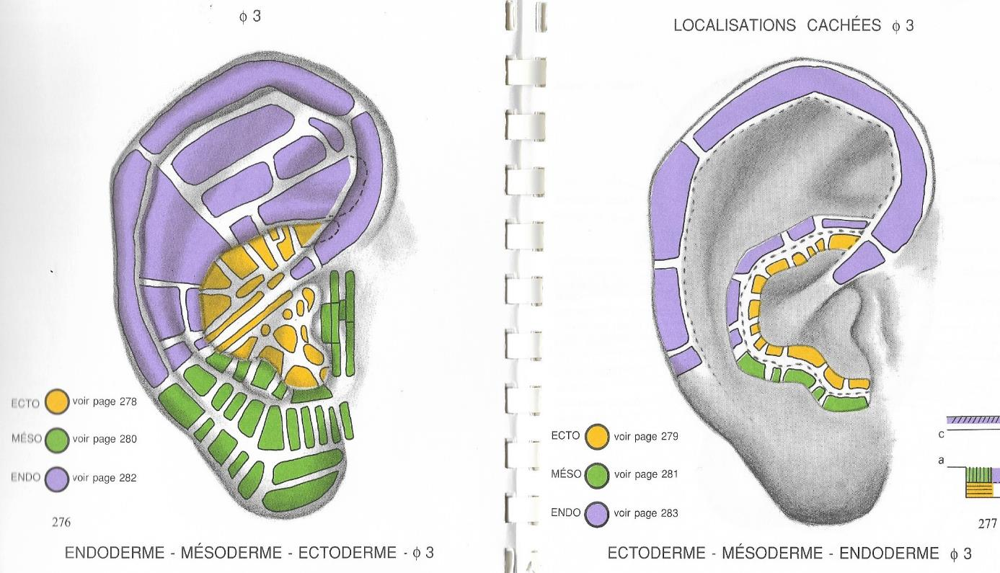 ϕ 3
ECTO voir page 278
MÉSO voir page 280
ENDO voir page 282
276
ENDODERME - MÉSODERME - ECTODERME - ϕ 3
LOCALISATIONS CACHÉES ϕ 3
ECTO voir page 279
MÉSO voir page 281
ENDO voir page 283
c
a
277
ECTODERME - MÉSODERME - ENDODERME ϕ 3